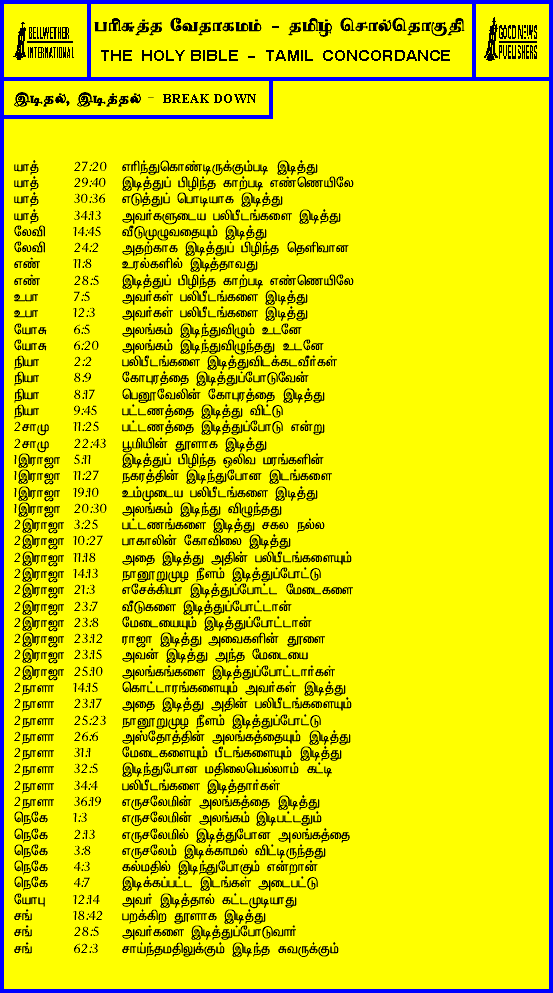 BELLWETHER
INTERNATIONAL
பரிசுத்த வேதாகமம் - தமிழ் சொல்தொகுதி
THE HOLY BIBLE - TAMIL CONCORDANCE
GOOD NEWS
PUBLISHERS
இடிதல், இடித்தல் - BREAK DOWN
யாத் 27:20 எரிந்துகொண்டிருக்கும்படி இடித்து
யாத் 29:40 இடித்துப் பிழிந்த காற்படி எண்ணெயிலே
யாத் 30:36 எடுத்துப் பொடியாக இடித்து
யாத் 34:13 அவர்களுடைய பலிபீடங்களை இடித்து
லேவி 14:45 வீடுமுழுவதையும் இடித்து
லேவி 24:2 அதற்காக இடித்துப் பிழிந்த தெளிவான
எண் 11:8 உரல்களில் இடித்தாவது
எண் 28:5 இடித்துப் பிழிந்த காற்படி எண்ணெயிலே
உபா 7:5 அவர்கள் பலிபீடங்களை இடித்து
உபா 12:3 அவர்கள் பலிபீடங்களை இடித்து
யோசு 6:5 அலங்கம் இடிந்துவிழும் உடனே
யோசு 6:20 அலங்கம் இடிந்துவிழுந்தது உடனே
நியா 2:2 பலிபீடங்களை இடித்துவிடக்கடவீர்கள்
நியா 8:9 கோபுரத்தை இடித்துப்போடுவேன்
நியா 8:17 பெனூவேலின் கோபுரத்தை இடித்து
நியா 9:45 பட்டணத்தை இடித்து விட்டு
2சாமு 11:25 பட்டணத்தை இடித்துப்போடு என்று
2சாமு 22:43 பூமியின் தூளாக இடித்து
1இராஜா 5:11 இடித்துப் பிழிந்த ஒலிவ மரங்களின்
1இராஜா 11:27 நகரத்தின் இடிந்துபோன இடங்களை
1இராஜா 19:10 உம்முடைய பலிபீடங்களை இடித்து
1இராஜா 20:30 அலங்கம் இடிந்து விழுந்தது
2இராஜா 3:25 பட்டணங்களை இடித்து சகல நல்ல
2இராஜா 10:27 பாகாலின் கோவிலை இடித்து
2இராஜா 11:18 அதை இடித்து அதின் பலிபீடங்களையும்
2இராஜா 14:13 நானூறுமுழ நீளம் இடித்துப்போட்டு
2இராஜா 21:3 எசேக்கியா இடித்துப்போட்ட மேடைகளை
2இராஜா 23:7 வீடுகளை இடித்துப்போட்டான்
2இராஜா 23:8 மேடையையும் இடித்துப்போட்டான்
2இராஜா 23:12 ராஜா இடித்து அவைகளின் தூளை
2இராஜா 23:15 அவன் இடித்து அந்த மேடையை
2இராஜா 25:10 அலங்கங்களை இடித்துப்போட்டார்கள்
2நாளா 14:15 கொட்டாரங்களையும் அவர்கள் இடித்து
2நாளா 23:17 அதை இடித்து அதின் பலிபீடங்களையும்
2நாளா 25:23 நானூறுமுழ நீளம் இடித்துப்போட்டு
2நாளா 26:6 அஸ்தோத்தின் அலங்கத்தையும் இடித்து
2நாளா 31:1 மேடைகளையும் பீடங்களையும் இடித்து
2நாளா 32:5 இடிந்துபோன மதிலையெல்லாம் கட்டி
2நாளா 34:4 பலிபீடங்களை இடித்தார்கள்
2நாளா 36:19 எருசலேமின் அலங்கத்தை இடித்து
நெகே 1:3 எருசலேமின் அலங்கம் இடிபட்டதும்
நெகே 2:13 எருசலேமில் இடித்துபோன அலங்கத்தை
நெகே 3:8 எருசலேம் இடிக்காமல் விட்டிருந்தது
நெகே 4:3 கல்மதில் இடிந்துபோகும் என்றான்
நெகே 4:7 இடிக்கப்பட்ட இடங்கள் அடைபட்டு
யோபு 12:14 அவர் இடித்தால் கட்டமுடியாது
சங் 18:42 பறக்கிற தூளாக இடித்து
சங் 28:5 அவர்களை இடித்துப்போடுவார்
சங் 62:3 சாய்ந்தமதிலுக்கும் இடிந்த சுவருக்கும்